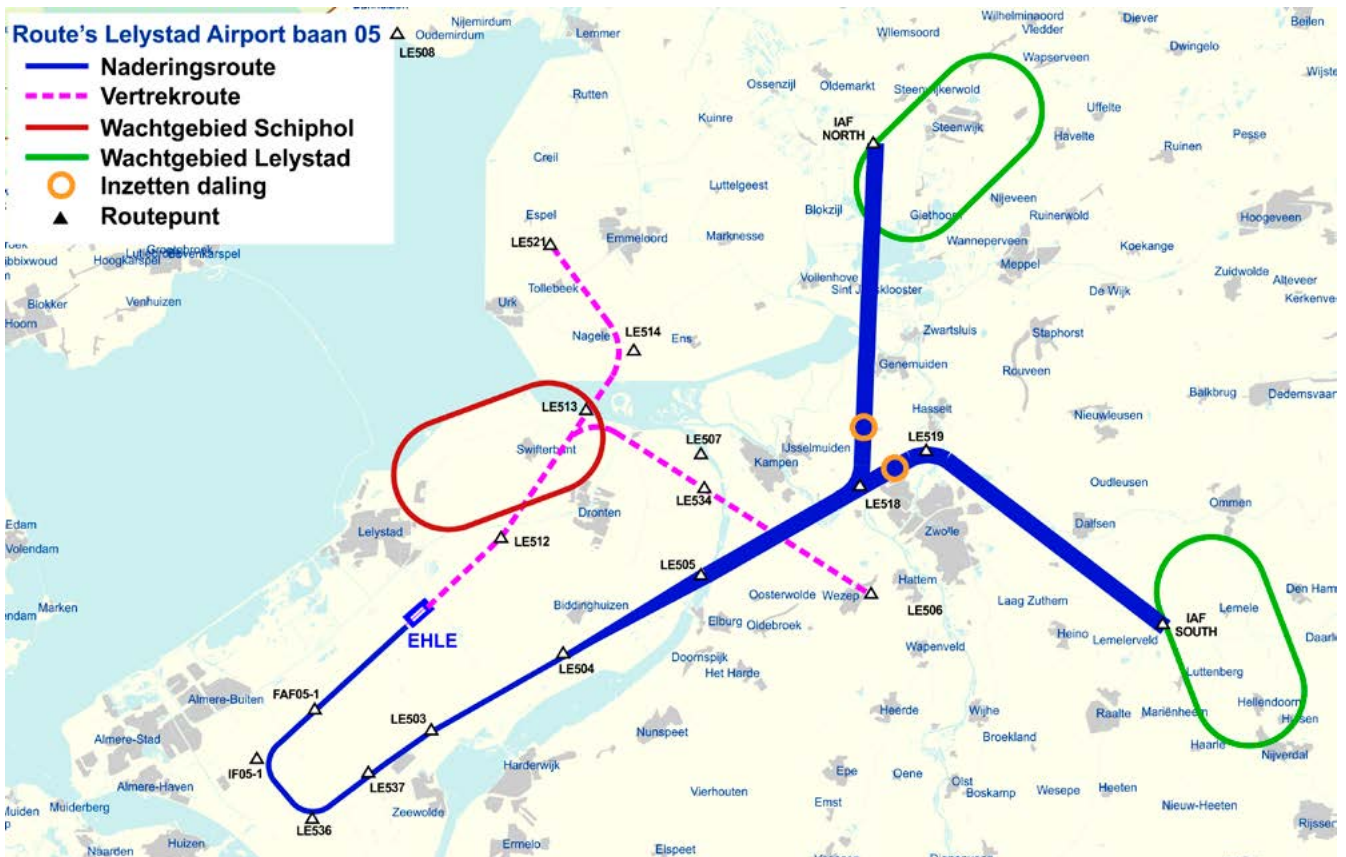 Route's Lelystad Airport baan 05
Naderingsroute
Vertrekroute
Wachtgebied Schiphol
Wachtgebied Lelystad
Inzetten daling
Routepunt
Nijemirdum
Oudemirdum
LE508
Lemmer
Rutten
Creil
Espel
LE521
Emmeloord
Tollebeek
Urk
Nagele
LE514
Ens
Kuinre
Luttelgeest
Marknesse
Ossenzijl
Oldemarkt
Willemsoord
Wilhelminaoord
Vledder
Diever
Beilen
Dwingelo
Wapserveen
Steenwijkerwold
IAF
NORTH
Steenwijk
Uffelte
Havelte
Ruinen
Pesse
Blokzijl
Giethoorn
Nijeveen
Ruinerwold
Hoogeveen
Wanneperveen
Koekange
Meppel
Vollenhove
De Wijk
Zuidwolde
Alteveer
Zwartsluis
Staphorst
Genemuiden
Rouveen
Balkbrug
Hasselt
Nieuwleusen
LE519
IJsselmuiden
LE507
Kampen
LE513
Swifterbant
LE534
LE518
Oudleusen
Ommen
Zwolle
Dalfsen
Dronten
LE512
Lelystad
LE505
Hattem
Oosterwolde
Wezep
LE506
Laag Zuthem
Biddinghuizen
Elburg
Oldebroek
Heino
Lemelerveld
IAF
SOUTH
Lemele
EHLE
LE504
Doornspijk
Het Harde
Wapenveld
Luttenberg
Grootebroek
Bovenkarspel
Hoogkarspel
Blokker
Venhuizen
Hoorn
Edam
Volendam
Marken
FAF05-1
Almere-Buiten
LE503
Almere-Stad
IF05-1
Nunspeet
Heerde
Wijhe
Raalte
Mariënheem
Hellendoorn
Broekland
Haarle
Nijverdal
Harderwijk
LE537
Almere-Haven
Muiderberg
Zeewolde
Epe
Oene
Olst
Boskamp
Wesepe
Heeten
Vierhouten
Emst
Nieuw-Heeten
LE536
Naarden
Huizen
Ermelo
Elspeet